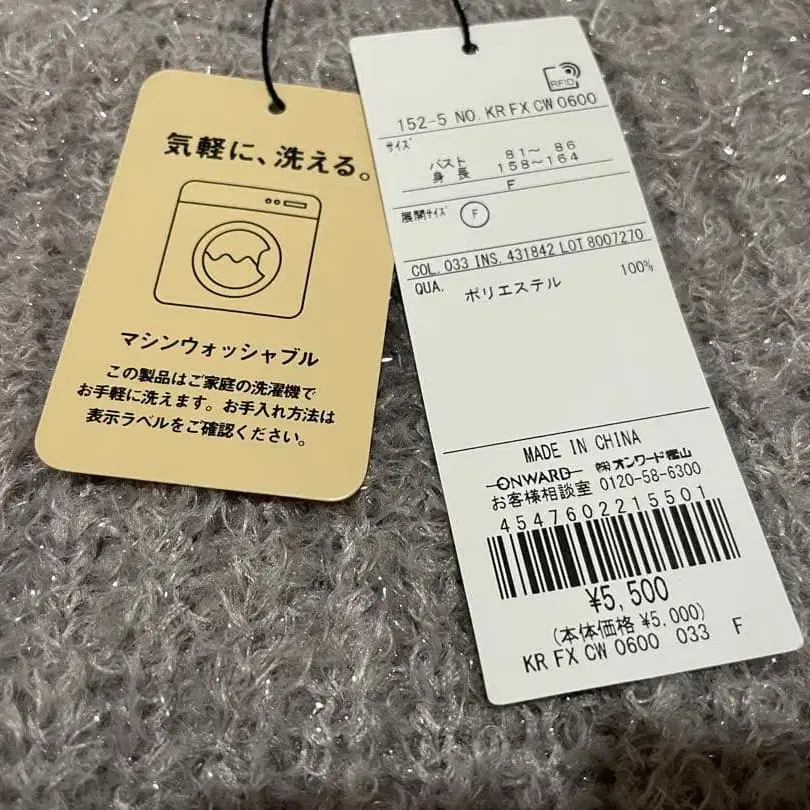 気軽に、洗える。
マシンウォッシャブル
この製品はご家庭の洗濯機で
お手軽に洗えます。お手入れ方法は
表示ラベルをご確認ください。
RFID
152-5 NO. KR FX CW 0600
サイズ
バスト 81～ 86
身長 158～164
F
展開サイズ F
COL. 033 INS. 431842 LOT 8007270
QUA. ポリエステル 100%
MADE IN CHINA
ONWARD ㈱オンワード樫山
お客様相談室 0120-58-6300
4547602215501
¥5,500
(本体価格 ¥5,000)
KR FX CW 0600 033 F